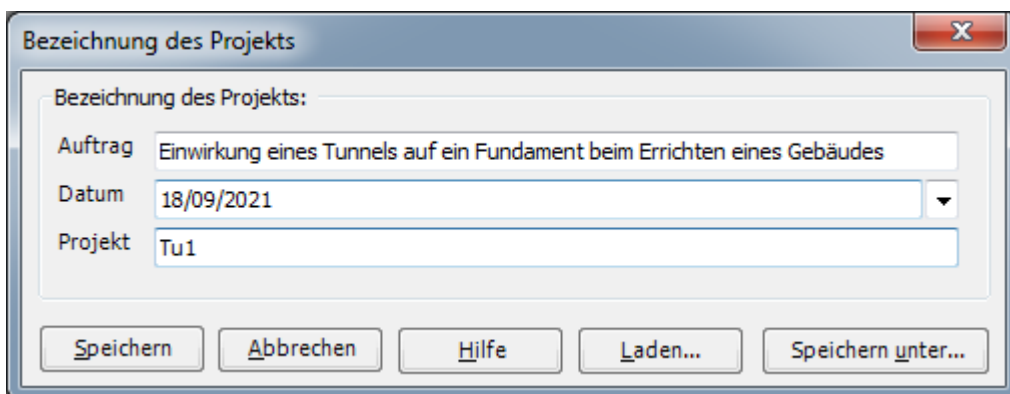 Bezeichnung des Projekts
Bezeichnung des Projekts:
Auftrag Einwirkung eines Tunnels auf ein Fundament beim Errichten eines Gebäudes
Datum 18/09/2021
Projekt Tu1
Speichern Abbrechen Hilfe Laden... Speichern unter...